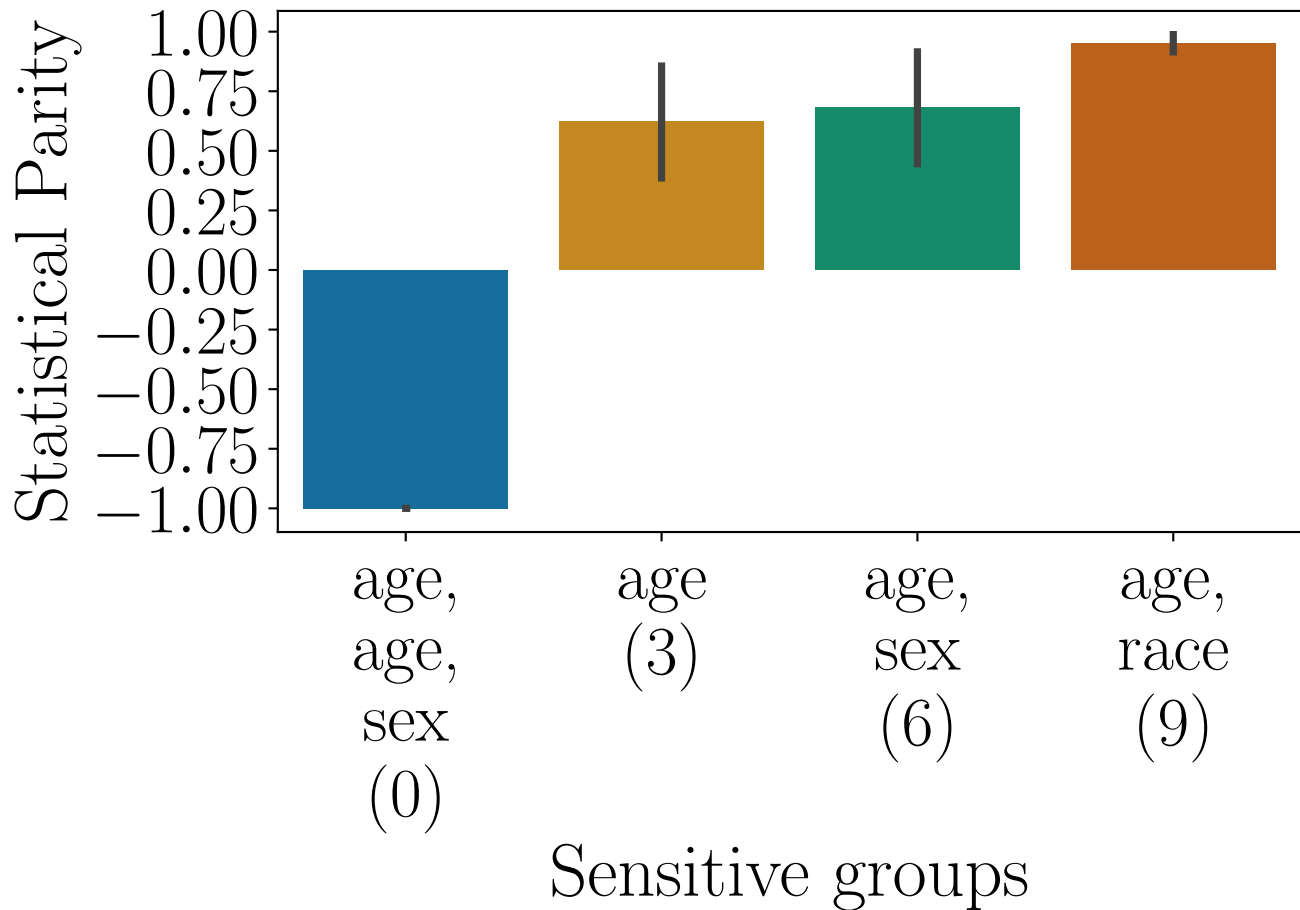 Statistical Parity
1.00
0.75
0.50
0.25
0.00
−0.25
−0.50
−0.75
−1.00
age,
age,
sex
(0)
age
(3)
age,
sex
(6)
age,
race
(9)
Sensitive groups